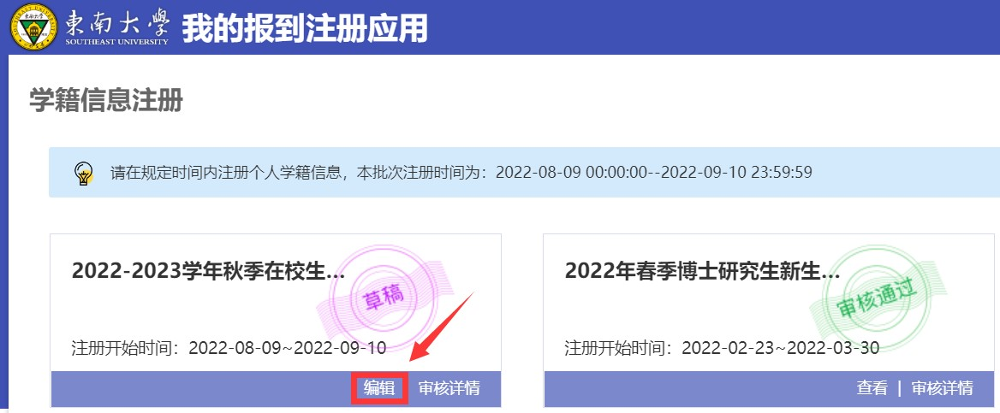 東南大學
SOUTHEAST UNIVERSITY
我的报到注册应用
学籍信息注册
请在规定时间内注册个人学籍信息，本批次注册时间为：2022-08-09 00:00:00--2022-09-10 23:59:59
2022-2023学年秋季在校生...
草稿
注册开始时间：2022-08-09~2022-09-10
编辑 审核详情
2022年春季博士研究生新生...
审核通过
注册开始时间：2022-02-23~2022-03-30
查看 | 审核详情